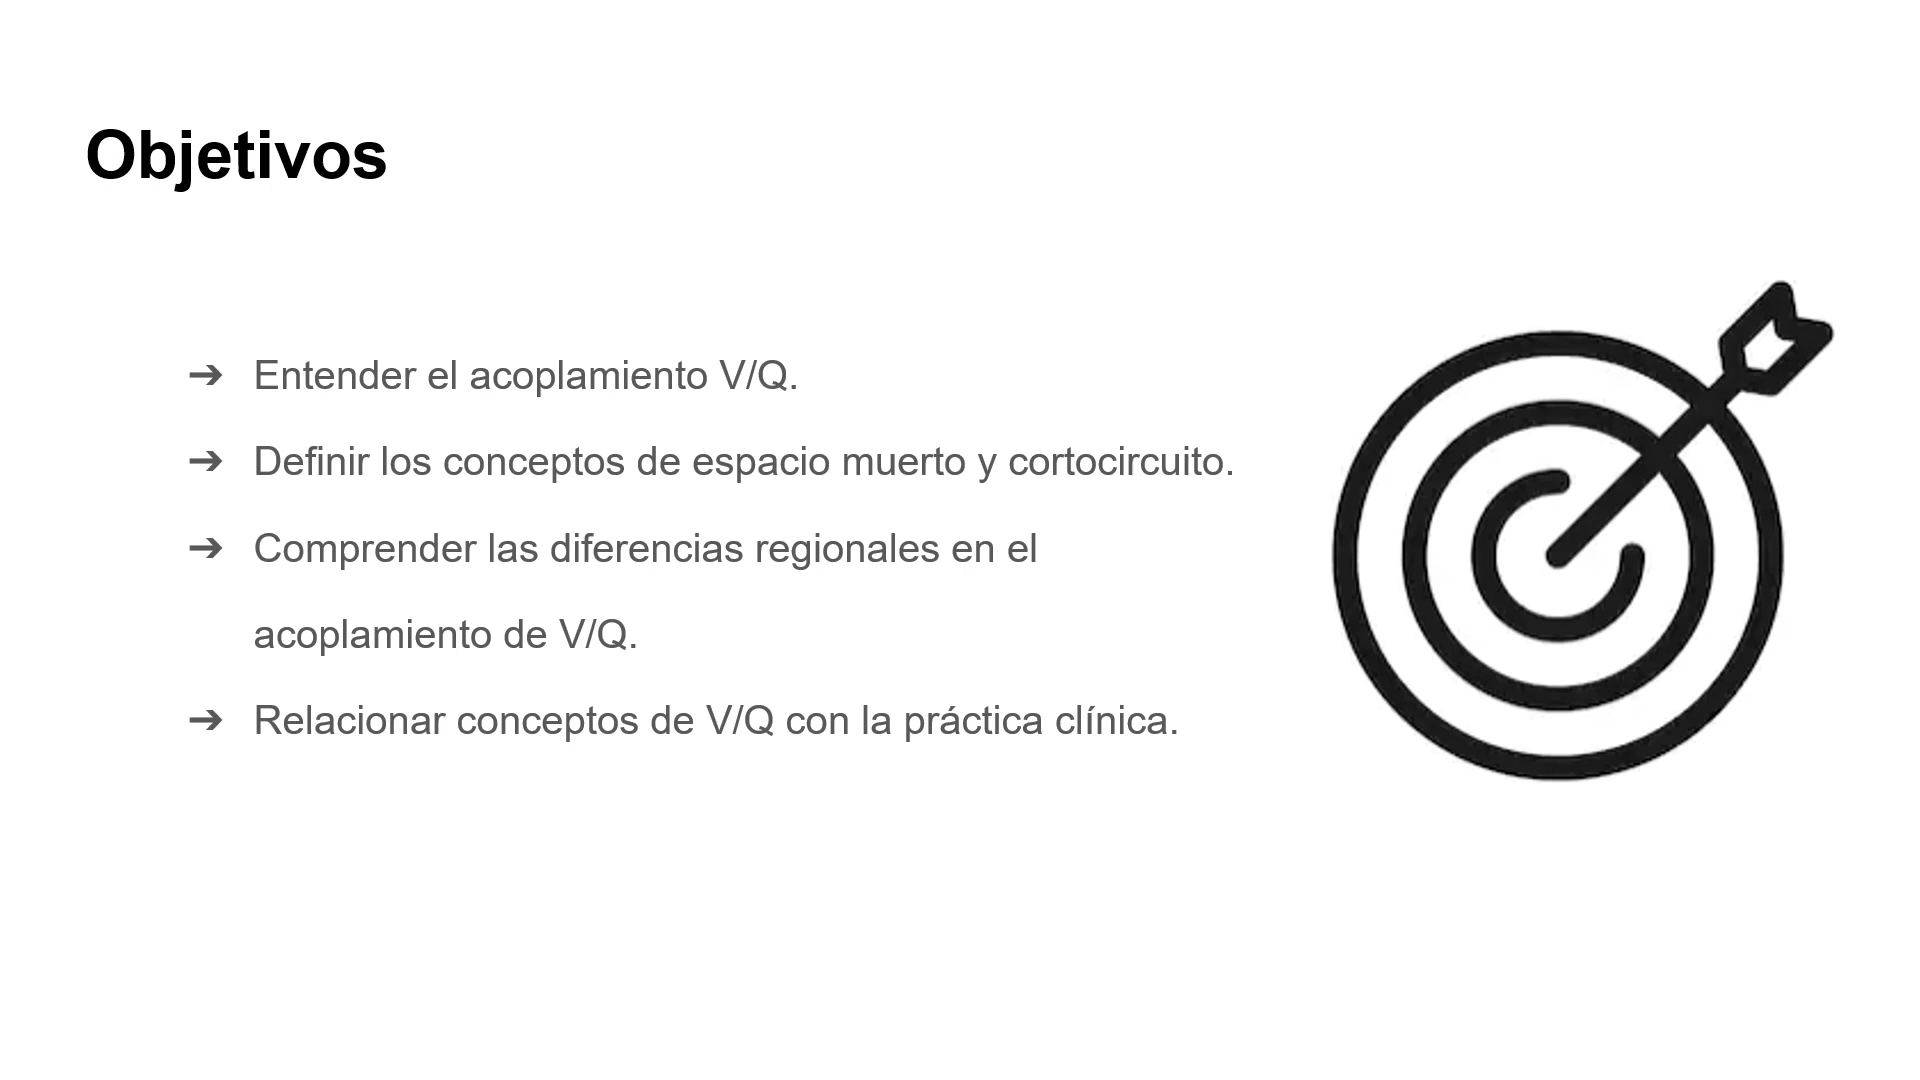 Objetivos
➔ Entender el acoplamiento V/Q.
➔ Definir los conceptos de espacio muerto y cortocircuito.
➔ Comprender las diferencias regionales en el
acoplamiento de V/Q.
➔ Relacionar conceptos de V/Q con la práctica clínica.